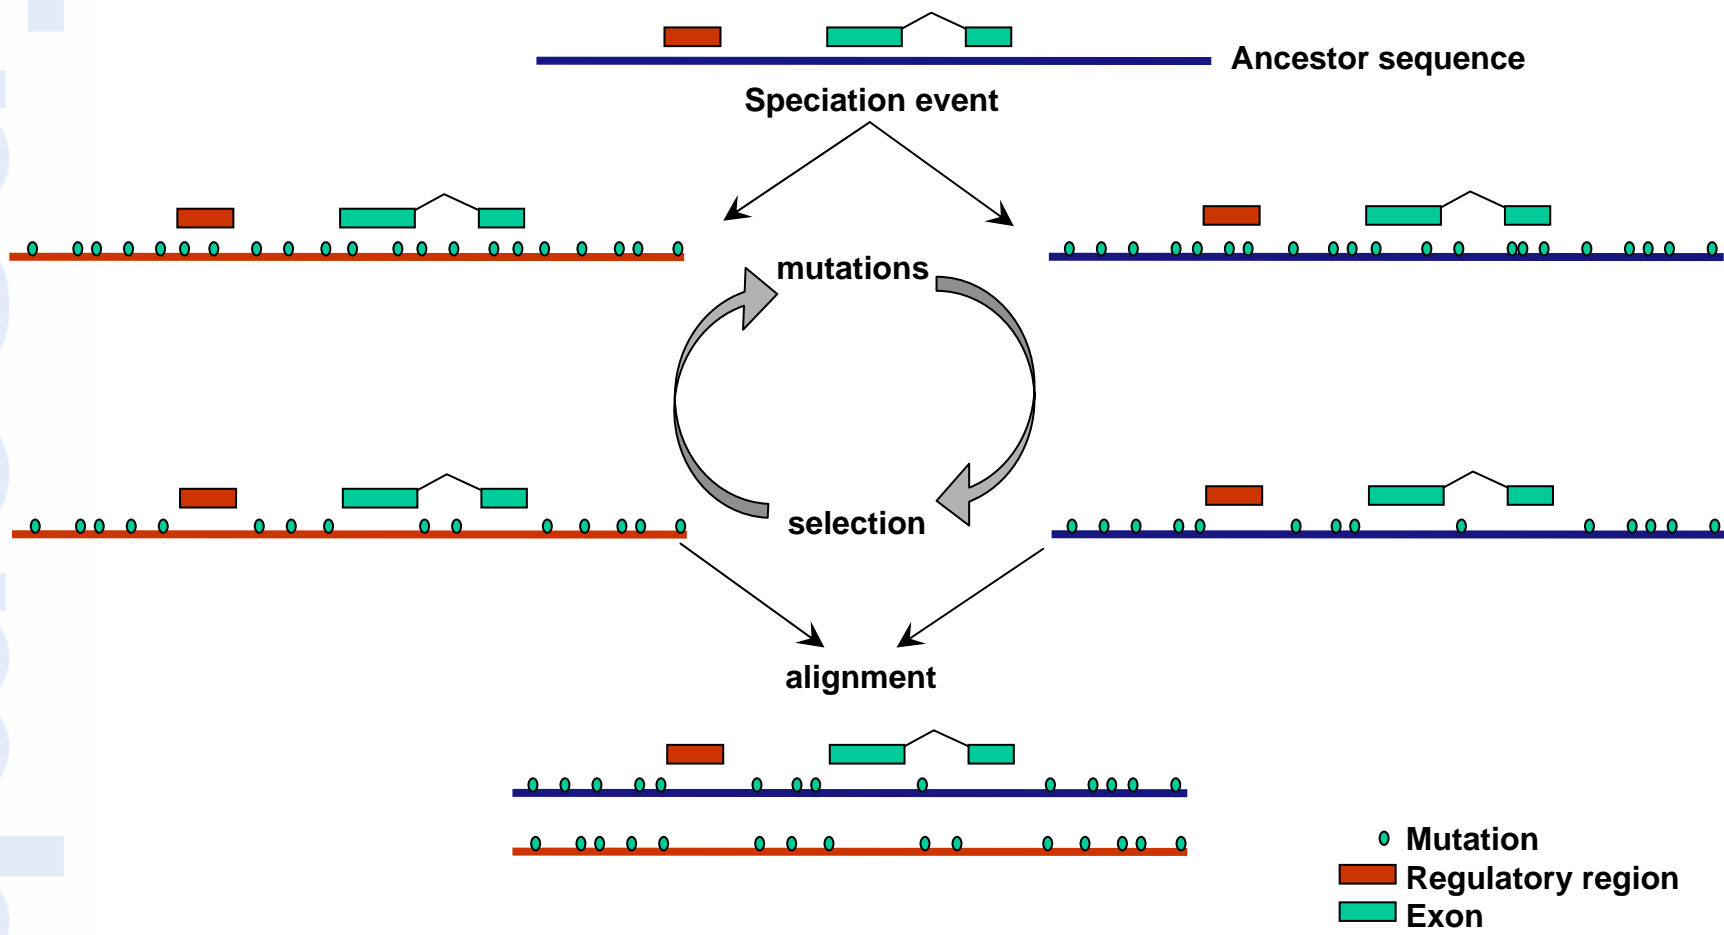 Ancestor sequence
Speciation event
mutations
selection
alignment
Mutation
Regulatory region
Exon